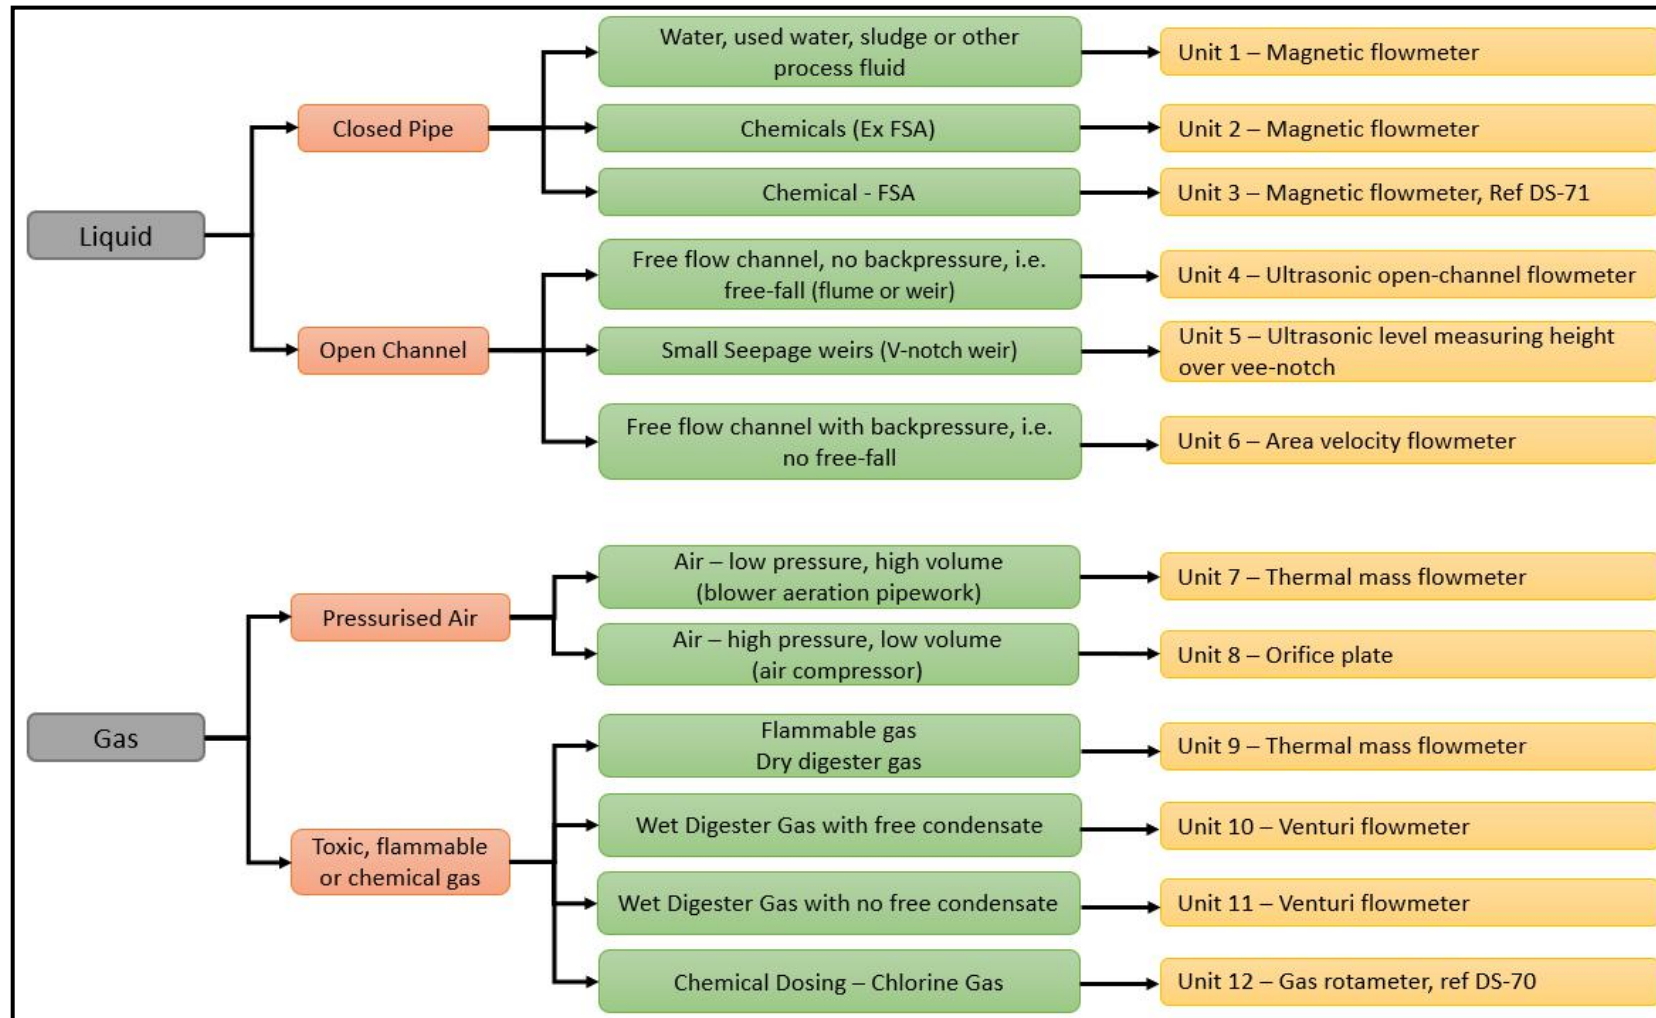 Liquid
Closed Pipe
Water, used water, sludge or other
process fluid
Unit 1 – Magnetic flowmeter
Chemicals (Ex FSA)
Unit 2 – Magnetic flowmeter
Chemical - FSA
Unit 3 – Magnetic flowmeter, Ref DS-71
Open Channel
Free flow channel, no backpressure, i.e.
free-fall (flume or weir)
Unit 4 – Ultrasonic open-channel flowmeter
Small Seepage weirs (V-notch weir)
Unit 5 – Ultrasonic level measuring height
over vee-notch
Free flow channel with backpressure, i.e.
no free-fall
Unit 6 – Area velocity flowmeter
Gas
Pressurised Air
Air – low pressure, high volume
(blower aeration pipework)
Unit 7 – Thermal mass flowmeter
Air – high pressure, low volume
(air compressor)
Unit 8 – Orifice plate
Toxic, flammable
or chemical gas
Flammable gas
Dry digester gas
Unit 9 – Thermal mass flowmeter
Wet Digester Gas with free condensate
Unit 10 – Venturi flowmeter
Wet Digester Gas with no free condensate
Unit 11 – Venturi flowmeter
Chemical Dosing – Chlorine Gas
Unit 12 – Gas rotameter, ref DS-70